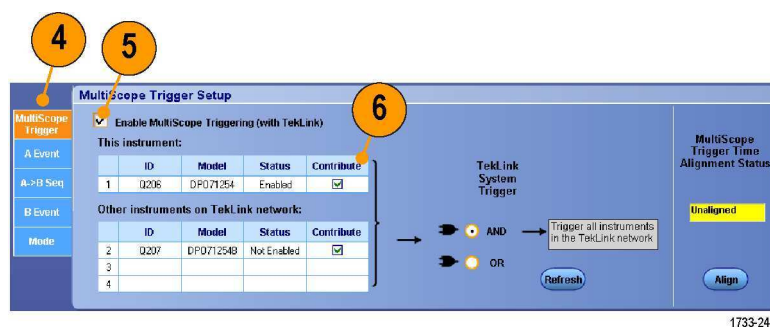 4
5
MultiScope Trigger Setup
MultiScope
Trigger
A Event
A->B Seq
B Event
Mode
Enable MultiScope Triggering (with TekLink)
6
This instrument:
ID Model Status Contribute
1 Q206 DPO71254 Enabled
Other instruments on TekLink network:
ID Model Status Contribute
2 Q207 DPO71254B Not Enabled
3
4
TekLink
System
Trigger
AND
OR
Trigger all instruments
in the TekLink network
Refresh
MultiScope
Trigger Time
Alignment Status
Unaligned
Align
1733-24